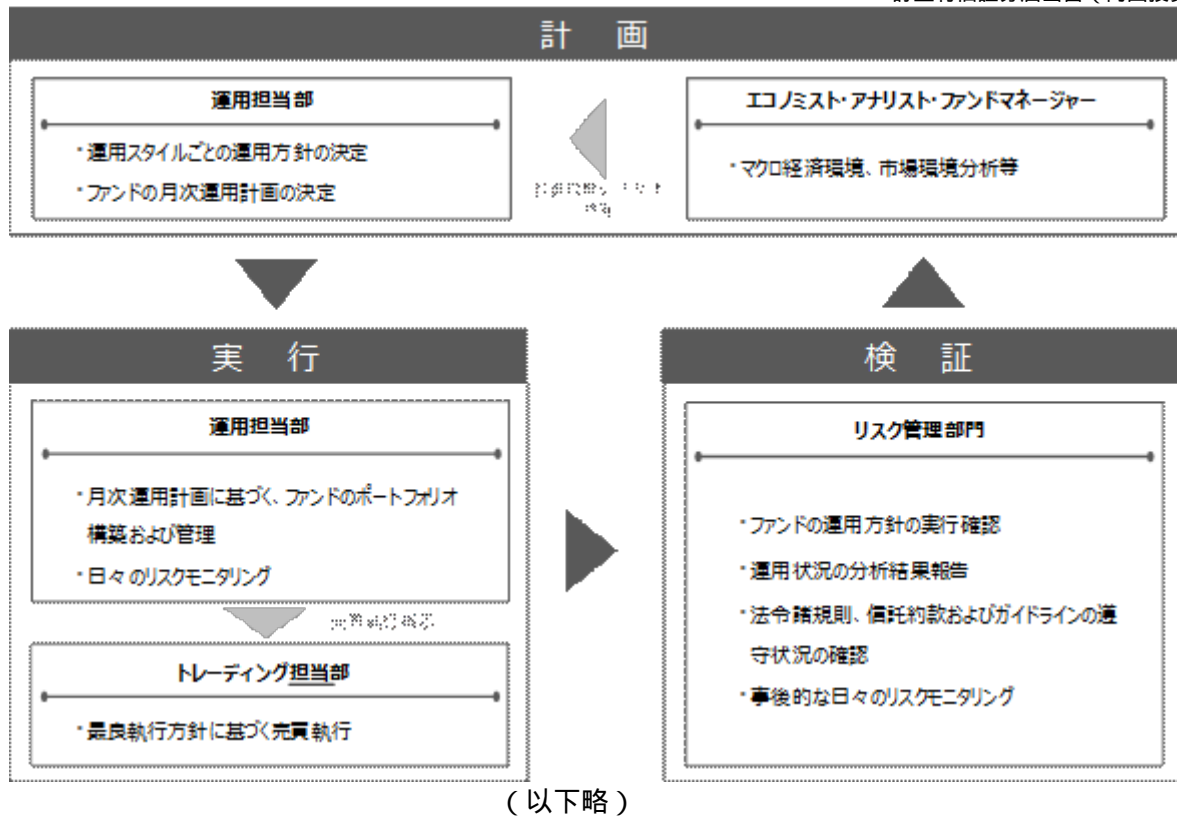 計 画
運用担当部
・運用スタイルごとの運用方針の決定
・ファンドの月次運用計画の決定
エコノミスト・アナリスト・ファンドマネージャー
・マクロ経済環境、市場環境分析等
実 行
運用担当部
・月次運用計画に基づく、ファンドのポートフォリオ
構築および管理
・日々のリスクモニタリング
トレーディング担当部
・最良執行方針に基づく売買執行
検 証
リスク管理部門
・ファンドの運用方針の実行確認
・運用状況の分析結果報告
・法令諸規則、信託約款およびガイドラインの遵
守状況の確認
・事後的な日々のリスクモニタリング
(以下略)